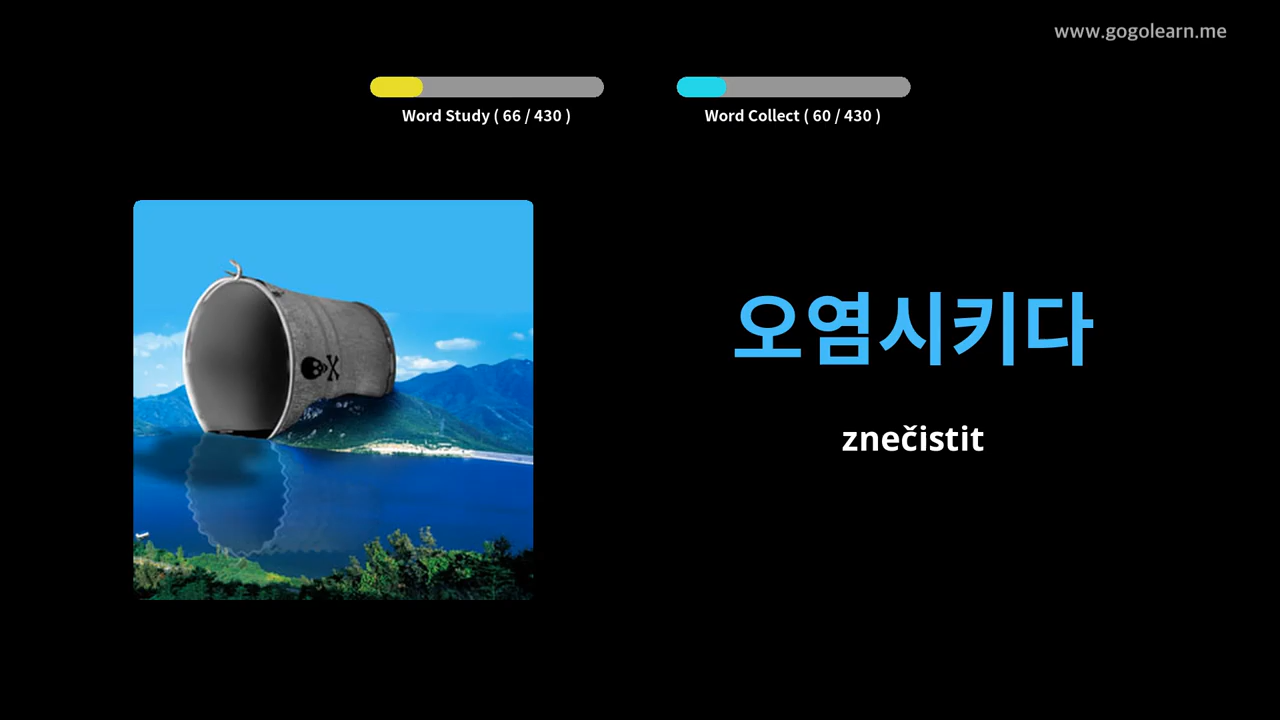 www.gogolearn.me
Word Study ( 66 / 430 )
Word Collect ( 60 / 430 )
오염시키다
znečistit